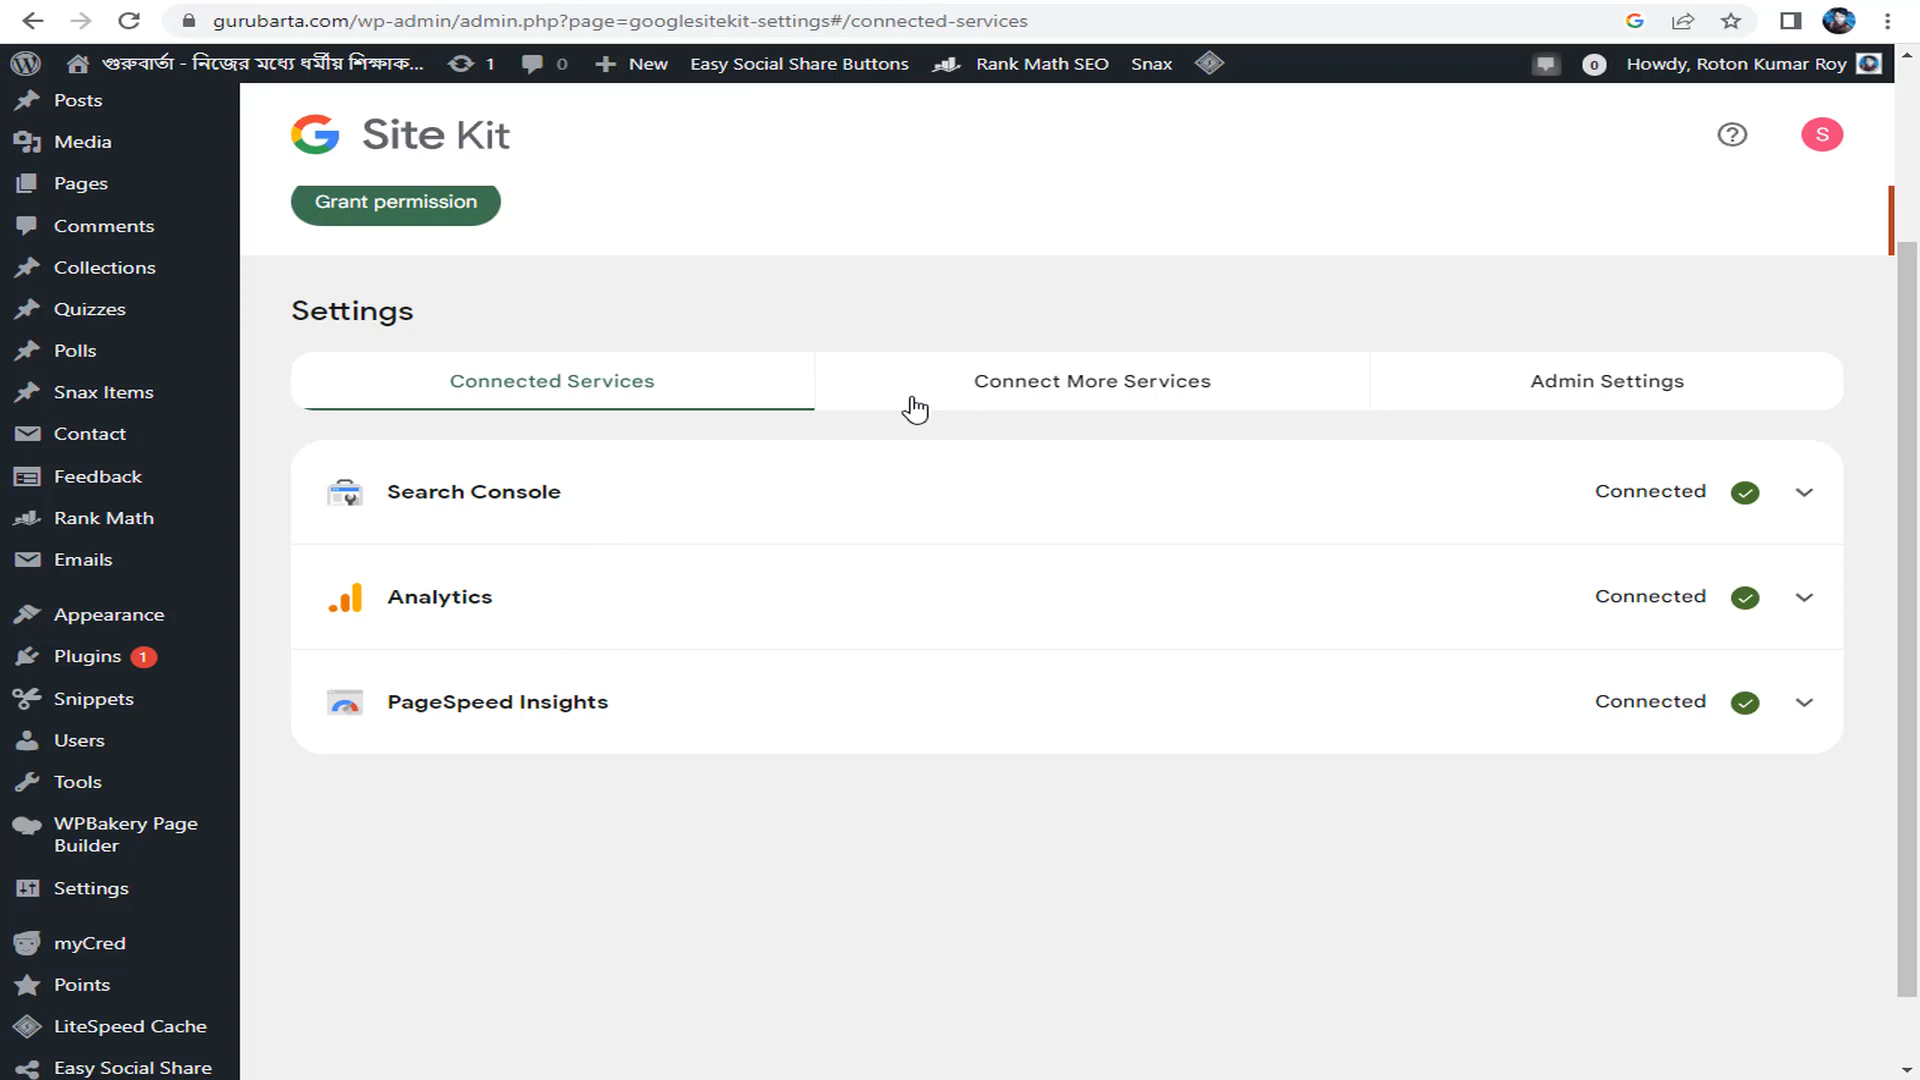 gurubarta.com/wp-admin/admin.php?page=googlesitekit-settings#/connected-services
গুরুবার্তা - নিজের মধ্যে ধর্মীয় শিক্ষাক... 1 0 New Easy Social Share Buttons Rank Math SEO Snax 0 Howdy, Roton Kumar Roy
Posts
Media
Pages
Comments
Collections
Quizzes
Polls
Snax Items
Contact
Feedback
Rank Math
Emails
Appearance
Plugins 1
Snippets
Users
Tools
WPBakery Page
Builder
Settings
myCred
Points
LiteSpeed Cache
Easy Social Share
G Site Kit
S
Grant permission
Settings
Connected Services Connect More Services Admin Settings
Search Console Connected
Analytics Connected
PageSpeed Insights Connected